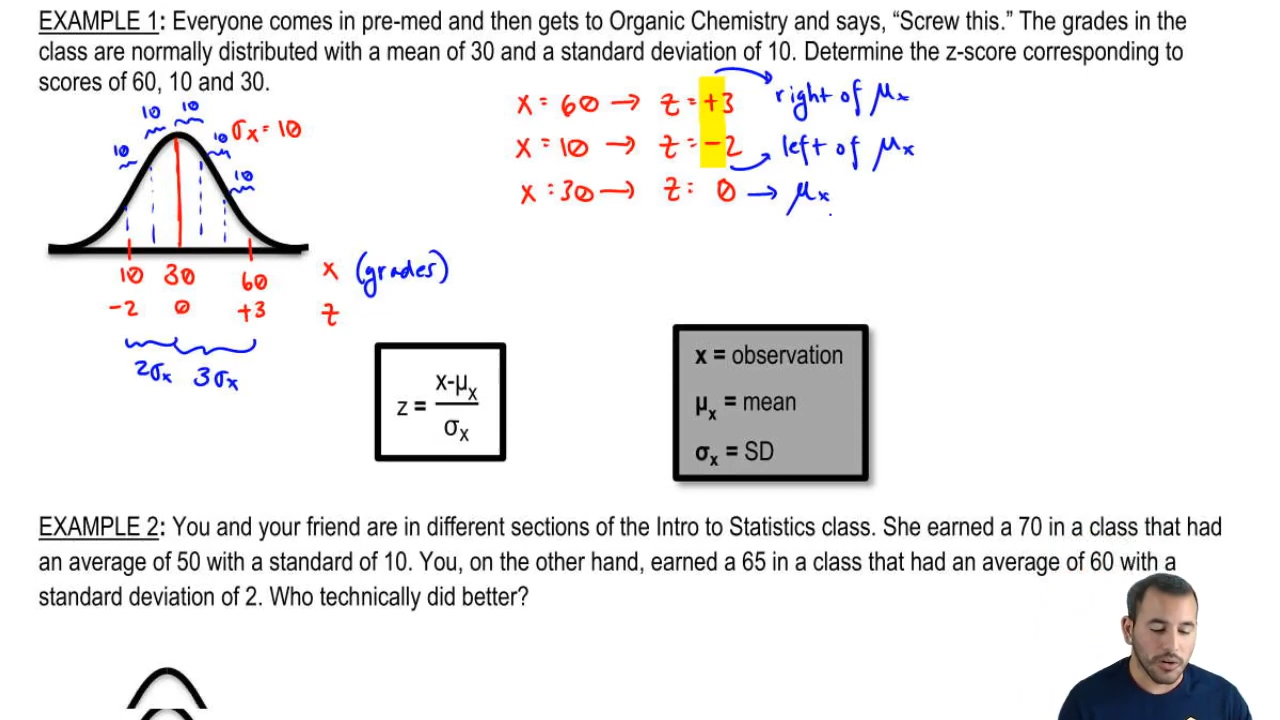 EXAMPLE 1: Everyone comes in pre-med and then gets to Organic Chemistry and says, “Screw this.” The grades in the
class are normally distributed with a mean of 30 and a standard deviation of 10. Determine the z-score corresponding to
scores of 60, 10 and 30.
x = 60 → z = +3 right of μx
x = 10 → z = -2 left of μx
x = 30 → z = 0 → μx
10 10
10 10 σx = 10
10
10 30 60 x (grades)
-2 0 +3 z
2σx 3σx
z = (x-μx)/σx
x = observation
μx = mean
σx = SD
EXAMPLE 2: You and your friend are in different sections of the Intro to Statistics class. She earned a 70 in a class that had
an average of 50 with a standard of 10. You, on the other hand, earned a 65 in a class that had an average of 60 with a
standard deviation of 2. Who technically did better?